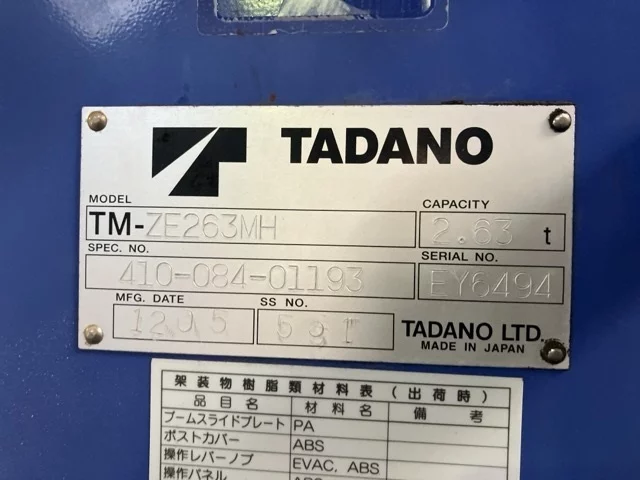 TADANO
MODEL
TM-ZE263MH
CAPACITY
2.63 t
SPEC. NO.
410-084-01193
SERIAL NO.
EY6494
MFG. DATE
SS NO.
TADANO LTD.
MADE IN JAPAN
架装物樹脂類材料表(出荷時)
品目名 材料名 備考
ブームスライドプレート PA
ポストカバー ABS
操作レバーノブ EVAC, ABS
操作パネル